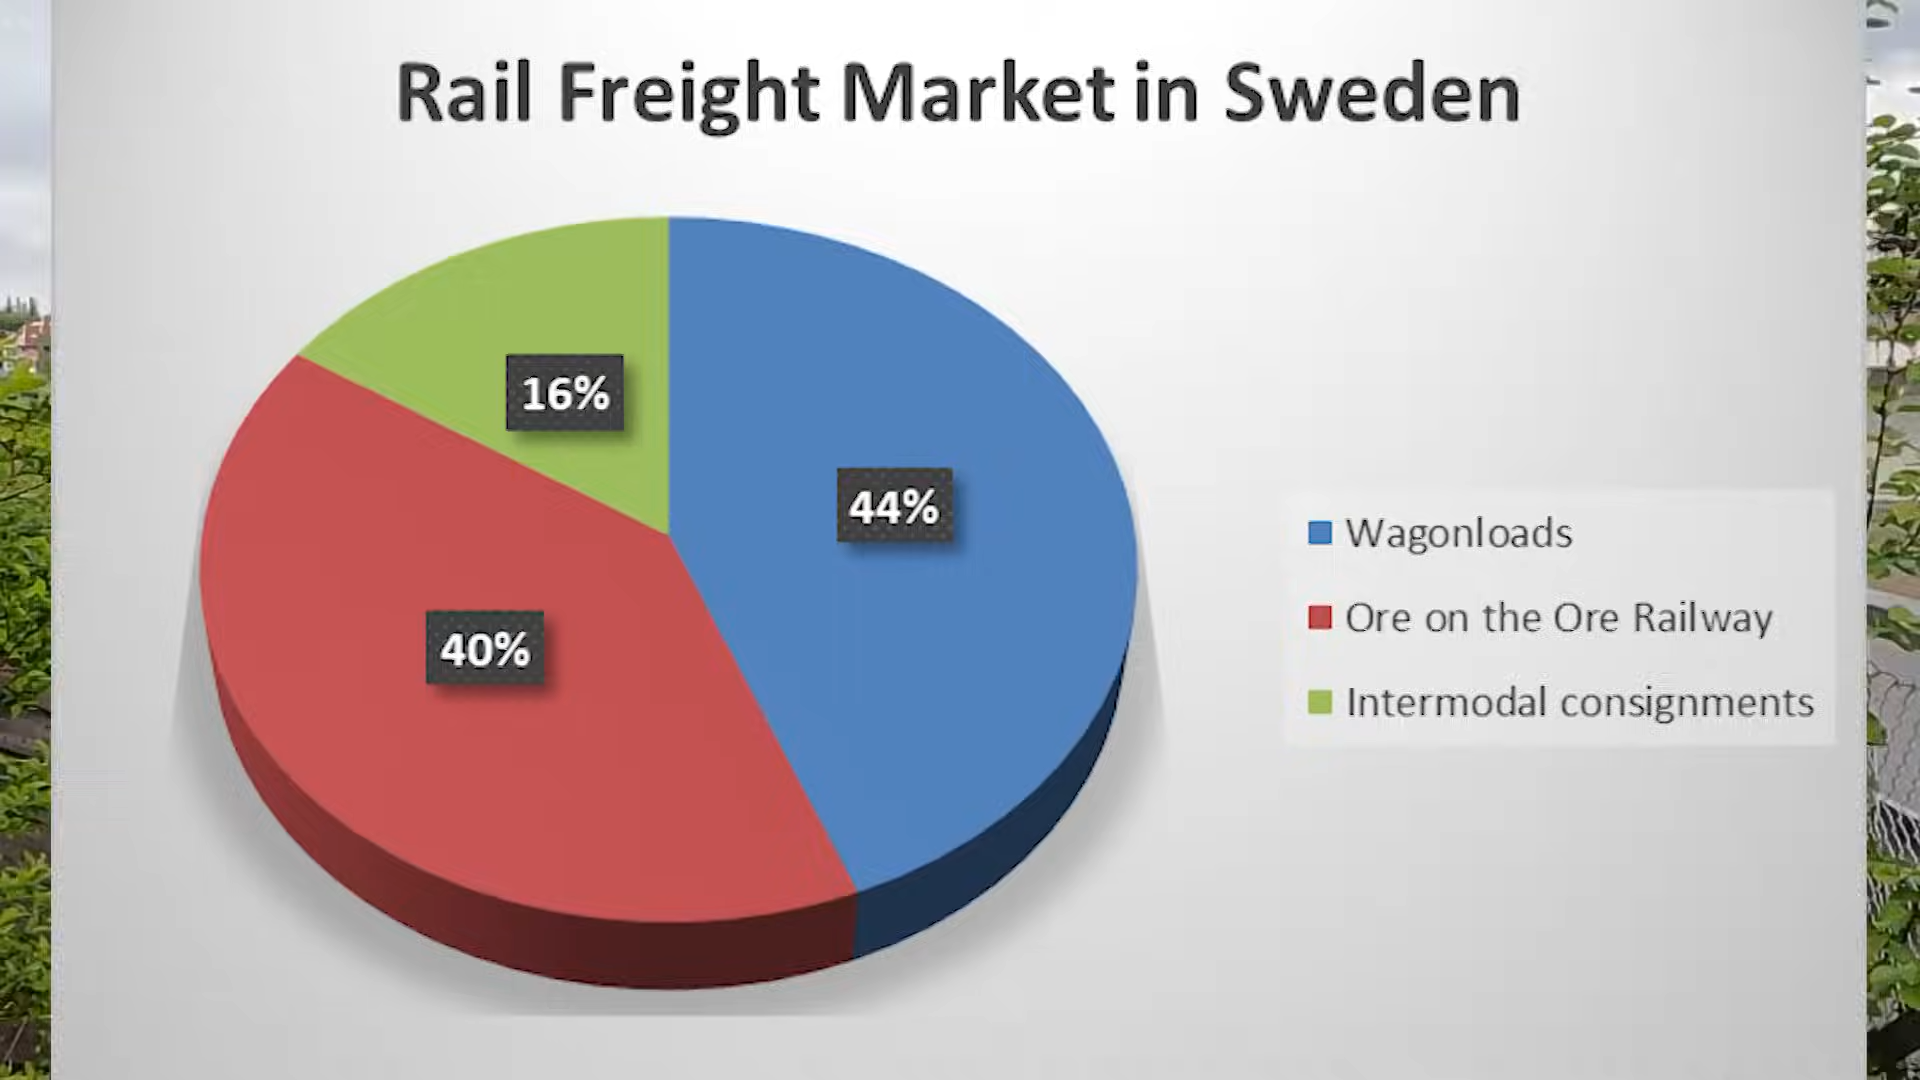 Rail Freight Market in Sweden
16%
44%
40%
Wagonloads
Ore on the Ore Railway
Intermodal consignments